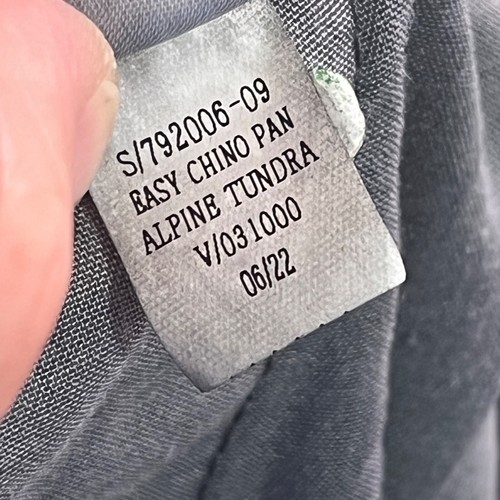 S/792006-09
EASY CHINO PAN
ALPINE TUNDRA
V/031000
06/22